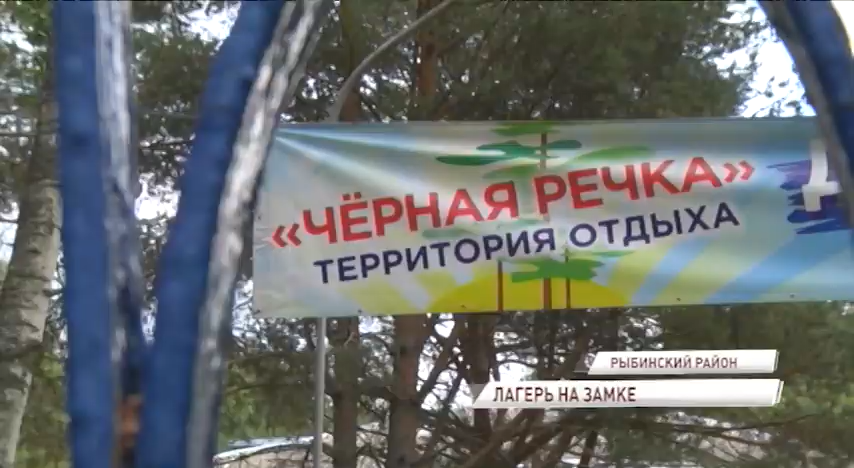 «ЧЁРНАЯ РЕЧКА»
ТЕРРИТОРИЯ ОТДЫХА
РЫБИНСКИЙ РАЙОН
ЛАГЕРЬ НА ЗАМКЕ